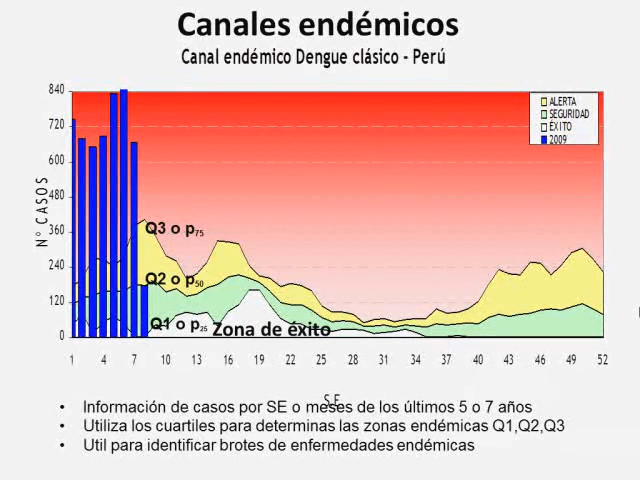 Canales endémicos
Canal endémico Dengue clásico - Perú
840
720
600
480
360
240
120
0
Nº CASOS
ALERTA
SEGURIDAD
ÉXITO
2009
Q3 o p75
Q2 o p50
Q1 o p25 Zona de éxito
1 4 7 10 13 16 19 22 25 28 31 34 37 40 43 46 49 52
S.E
• Información de casos por SE o meses de los últimos 5 o 7 años
• Utiliza los cuartiles para determinas las zonas endémicas Q1,Q2,Q3
• Util para identificar brotes de enfermedades endémicas